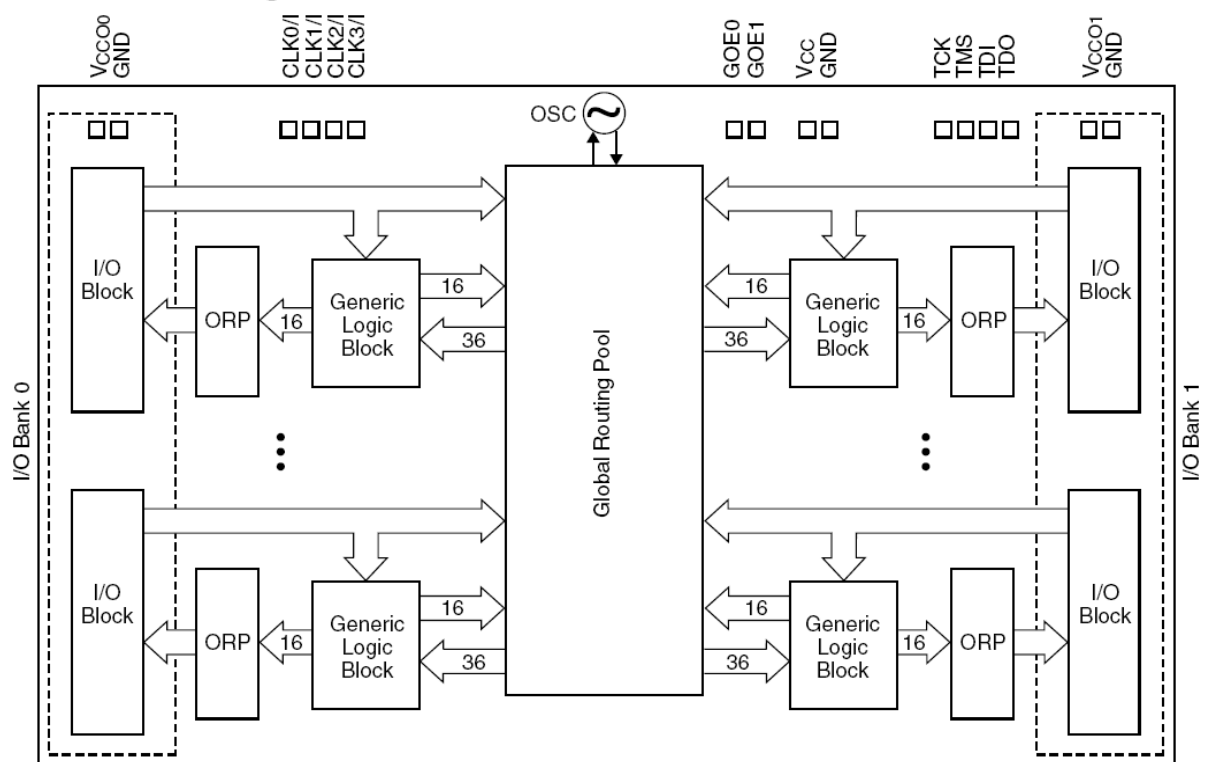 VCCO0
GND
CLK0/I
CLK1/I
CLK2/I
CLK3/I
GOE0
GOE1
VCC
GND
TCK
TMS
TDI
TDO
VCCO1
GND
OSC
I/O Bank 0
I/O
Block
ORP
16
Generic
Logic
Block
16
36
Global Routing Pool
16
36
Generic
Logic
Block
16
ORP
I/O
Block
I/O Bank 1
I/O
Block
ORP
16
Generic
Logic
Block
16
36
16
36
Generic
Logic
Block
16
ORP
I/O
Block